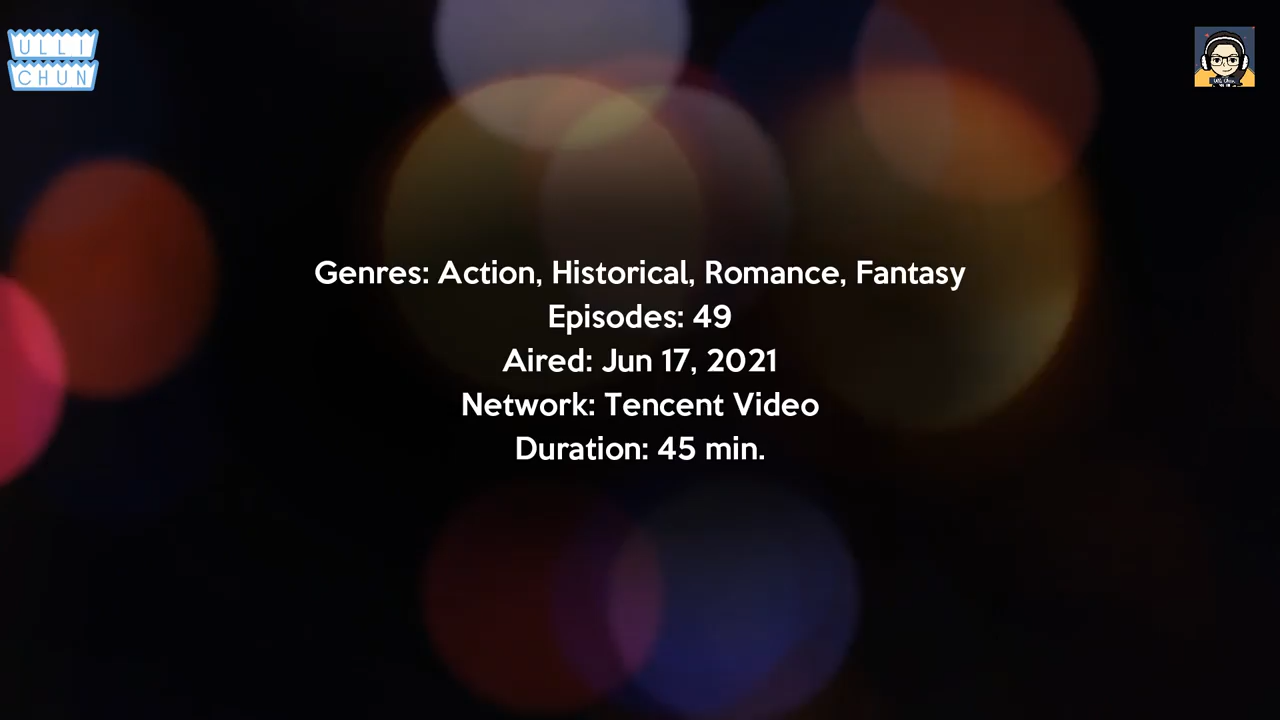 ULLI
CHUN
Genres: Action, Historical, Romance, Fantasy
Episodes: 49
Aired: Jun 17, 2021
Network: Tencent Video
Duration: 45 min.